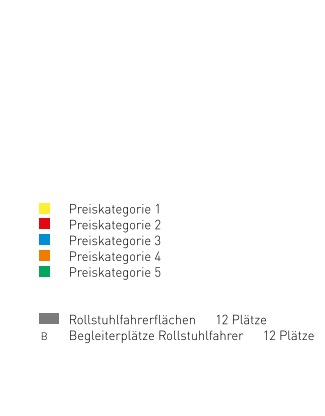 Preiskategorie 1
Preiskategorie 2
Preiskategorie 3
Preiskategorie 4
Preiskategorie 5
Rollstuhlfahrerflächen 12 Plätze
B Begleiterplätze Rollstuhlfahrer 12 Plätze